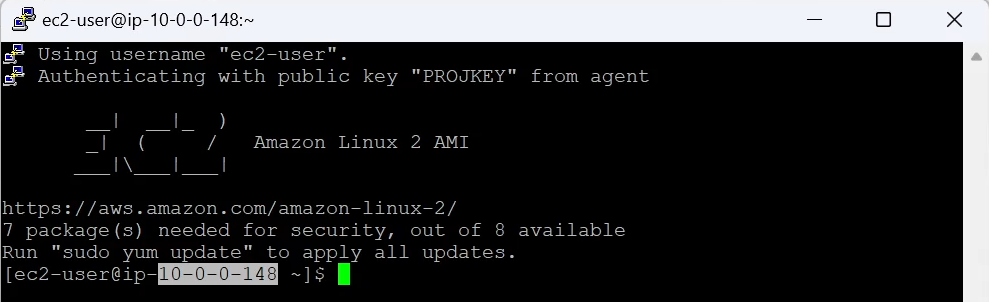 ec2-user@ip-10-0-0-148:~
Using username "ec2-user".
Authenticating with public key "PROJKEY" from agent
       __|  __|_  )
       _|  (     /   Amazon Linux 2 AMI
      ___|\___|___|
https://aws.amazon.com/amazon-linux-2/
7 package(s) needed for security, out of 8 available
Run "sudo yum update" to apply all updates.
[ec2-user@ip-10-0-0-148 ~]$